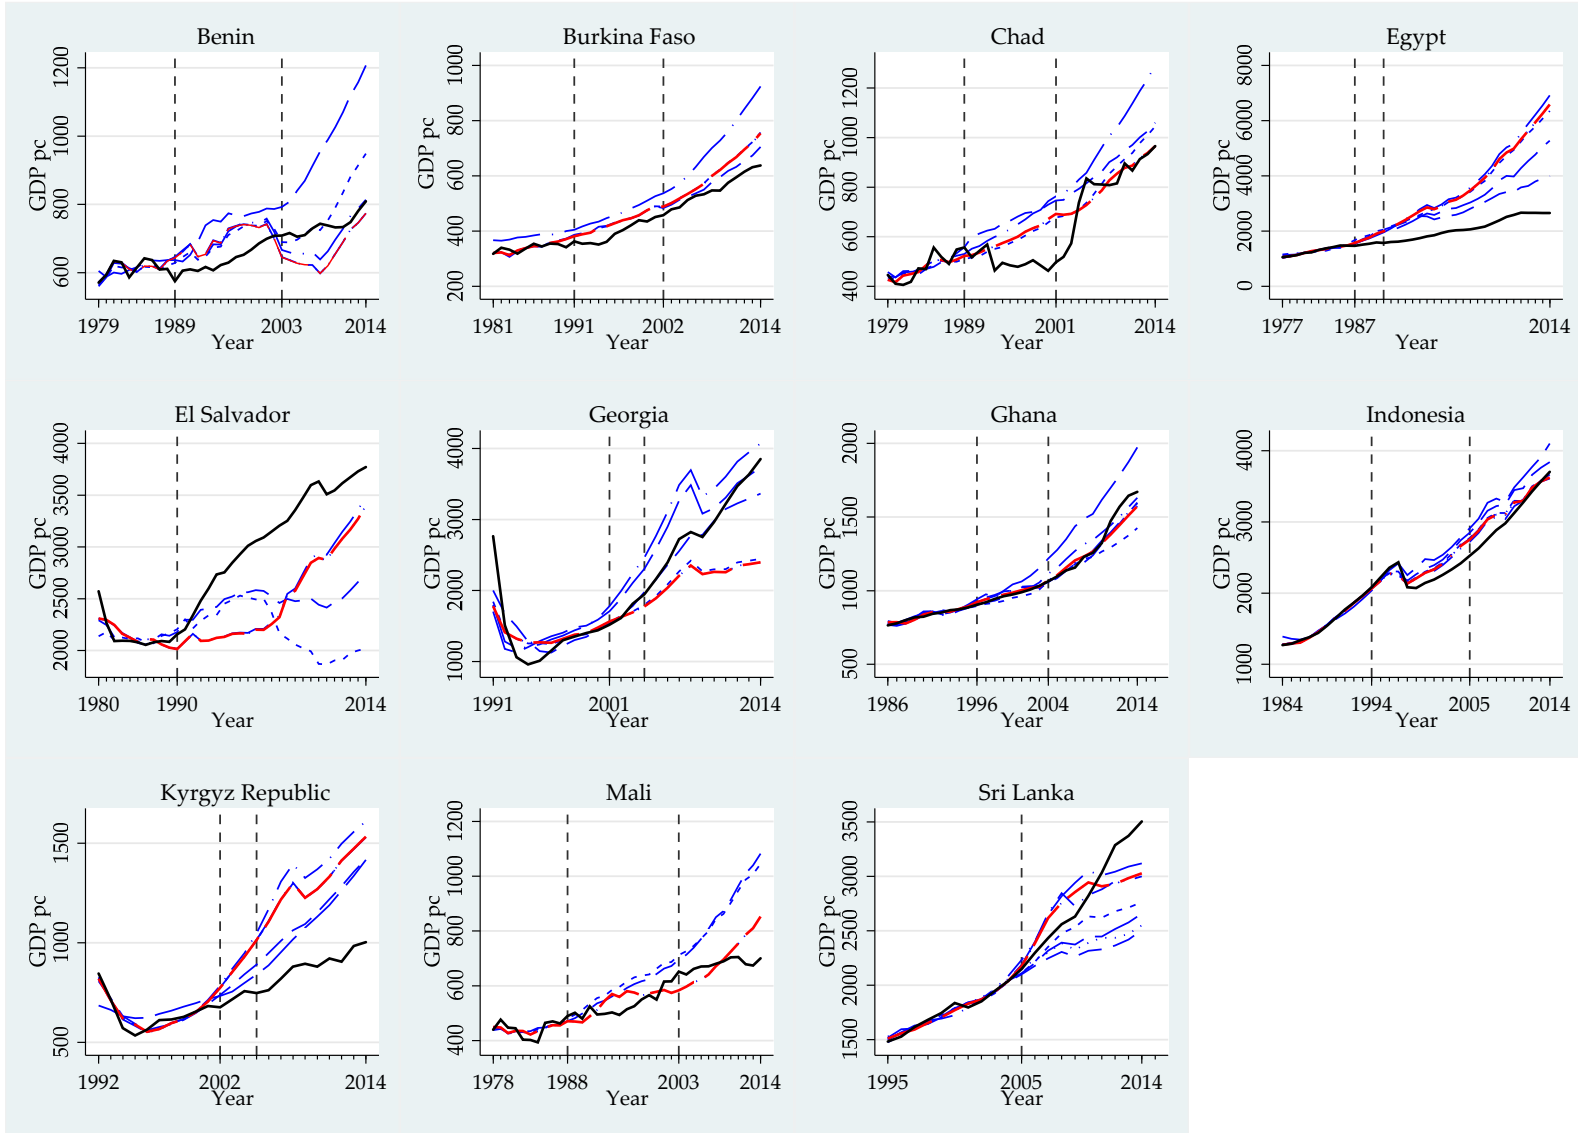 Benin
GDP pc
600 800 1000 1200
1979 1989 2003 2014
Year
Burkina Faso
GDP pc
200 400 600 800 1000
1981 1991 2002 2014
Year
Chad
GDP pc
400 600 800 1000 1200
1979 1989 2001 2014
Year
Egypt
GDP pc
0 2000 4000 6000 8000
1977 1987 2014
Year
El Salvador
GDP pc
2000 2500 3000 3500 4000
1980 1990 2014
Year
Georgia
GDP pc
1000 2000 3000 4000
1991 2001 2014
Year
Ghana
GDP pc
500 1000 1500 2000
1986 1996 2004 2014
Year
Indonesia
GDP pc
1000 2000 3000 4000
1984 1994 2005 2014
Year
Kyrgyz Republic
GDP pc
500 1000 1500
1992 2002 2014
Year
Mali
GDP pc
400 600 800 1000 1200
1978 1988 2003 2014
Year
Sri Lanka
GDP pc
1500 2000 2500 3000 3500
1995 2005 2014
Year